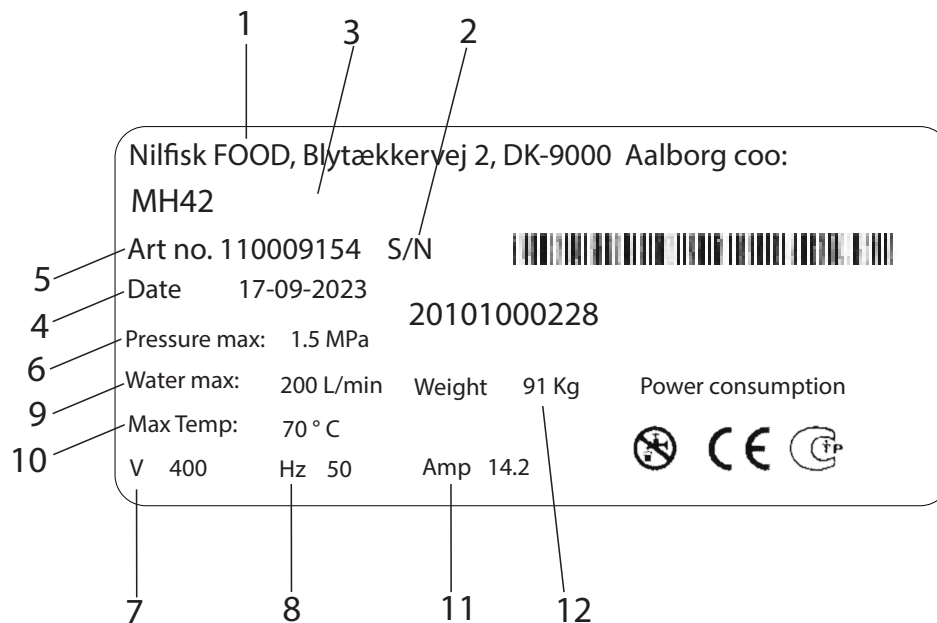 1
3
2
Nilfisk FOOD, Blytækkervej 2, DK-9000 Aalborg coo:
MH42
5
Art no. 110009154 S/N
4
Date 17-09-2023
20101000228
6
Pressure max: 1.5 MPa
9
Water max: 200 L/min Weight 91 Kg Power consumption
10
Max Temp: 70 ° C
CE
V 400 Hz 50 Amp 14.2
7
8
11
12